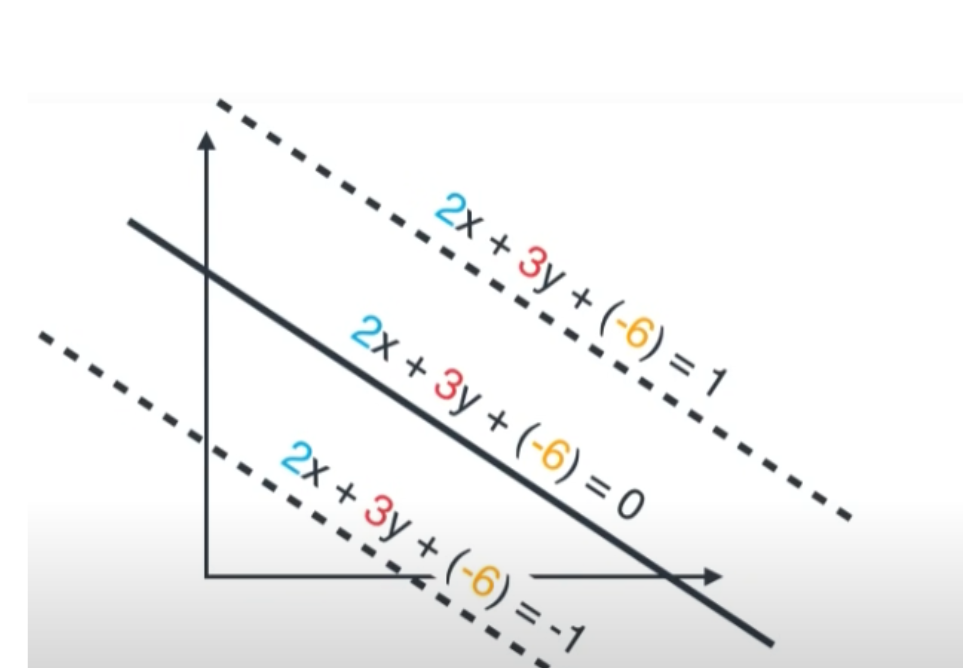 2x + 3y + (-6) = 1
2x + 3y + (-6) = 0
2x + 3y + (-6) = -1